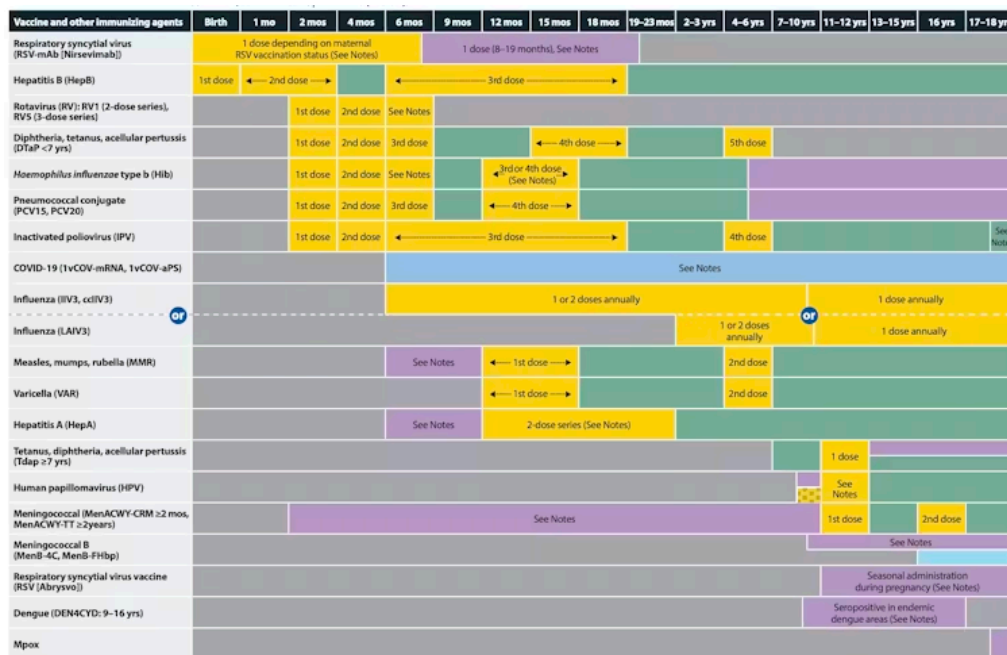 Vaccine and other immunizing agents Birth 1 mo 2 mos 4 mos 6 mos 9 mos 12 mos 15 mos 18 mos 19–23 mos 2–3 yrs 4–6 yrs 7–10 yrs 11–12 yrs 13–15 yrs 16 yrs 17–18
Respiratory syncytial virus
(RSV-mAb [Nirsevimab])
1 dose depending on maternal
RSV vaccination status (See Notes)
1 dose (8–19 months), See Notes
Hepatitis B (HepB) 1st dose 2nd dose 3rd dose
Rotavirus (RV): RV1 (2-dose series),
RV5 (3-dose series)
1st dose 2nd dose See Notes
Diphtheria, tetanus, acellular pertussis
(DTaP <7 yrs)
1st dose 2nd dose 3rd dose 4th dose 5th dose
Haemophilus influenzae type b (Hib)
1st dose 2nd dose See Notes
3rd or 4th dose
(See Notes)
Pneumococcal conjugate
(PCV15, PCV20)
1st dose 2nd dose 3rd dose 4th dose
Inactivated poliovirus (IPV) 1st dose 2nd dose 3rd dose 4th dose
See
Note
COVID-19 (1vCOV-mRNA, 1vCOV-aPS) See Notes
Influenza (IIV3, ccIIV3) 1 or 2 doses annually 1 dose annually
or or
Influenza (LAIV3)
1 or 2 doses
annually
1 dose annually
Measles, mumps, rubella (MMR) See Notes 1st dose 2nd dose
Varicella (VAR) 1st dose 2nd dose
Hepatitis A (HepA) See Notes 2-dose series (See Notes)
Tetanus, diphtheria, acellular pertussis
(Tdap ≥7 yrs)
1 dose
Human papillomavirus (HPV)
See
Notes
Meningococcal (MenACWY-CRM ≥2 mos,
MenACWY-TT ≥2years)
See Notes 1st dose 2nd dose
Meningococcal B
(MenB-4C, MenB-FHbp)
See Notes
Respiratory syncytial virus vaccine
(RSV [Abrysvo])
Seasonal administration
during pregnancy (See Notes)
Dengue (DEN4CYD: 9–16 yrs)
Seropositive in endemic
dengue areas (See Notes)
Mpox